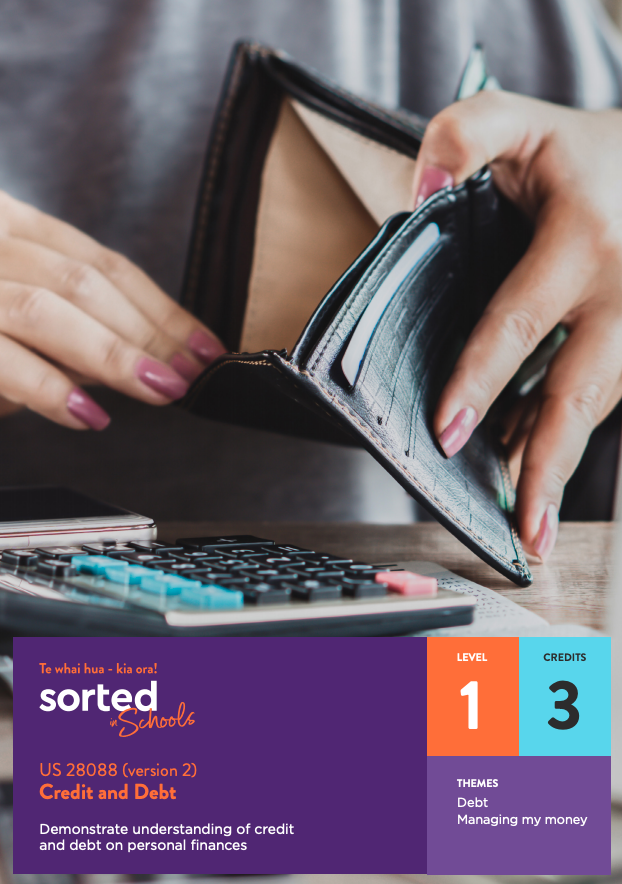 Te whai hua - kia ora!
sorted
in Schools
US 28088 (version 2)
Credit and Debt
Demonstrate understanding of credit
and debt on personal finances
LEVEL
1
CREDITS
3
THEMES
Debt
Managing my money